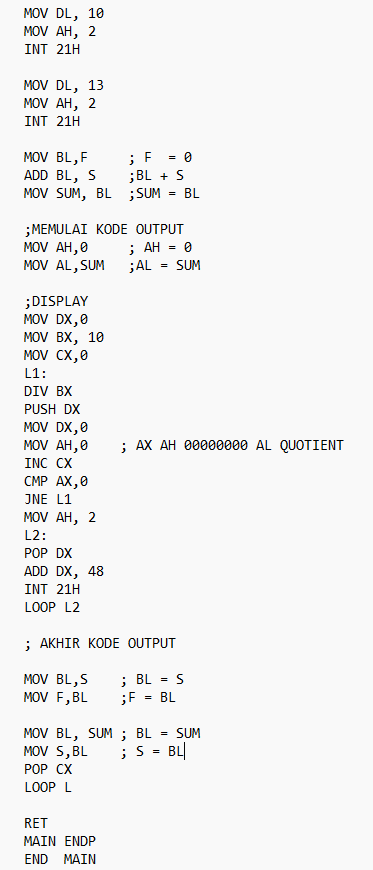 MOV DL, 10
MOV AH, 2
INT 21H

MOV DL, 13
MOV AH, 2
INT 21H

MOV BL,F     ; F  = 0
ADD BL, S    ;BL + S
MOV SUM, BL  ;SUM = BL

;MEMULAI KODE OUTPUT
MOV AH,0     ; AH = 0
MOV AL,SUM   ;AL = SUM

;DISPLAY
MOV DX,0
MOV BX, 10
MOV CX,0
L1:
DIV BX
PUSH DX
MOV DX,0
MOV AH,0    ; AX AH 00000000 AL QUOTIENT
INC CX
CMP AX,0
JNE L1
MOV AH, 2
L2:
POP DX
ADD DX, 48
INT 21H
LOOP L2

; AKHIR KODE OUTPUT

MOV BL,S    ; BL = S
MOV F,BL    ;F = BL

MOV BL, SUM ; BL = SUM
MOV S,BL    ; S = BL
POP CX
LOOP L

RET
MAIN ENDP
END  MAIN